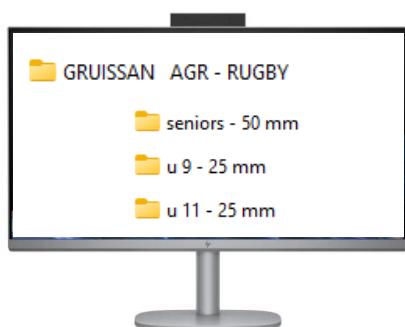 GRUISSAN AGR - RUGBY
seniors - 50 mm
u 9 - 25 mm
u 11 - 25 mm